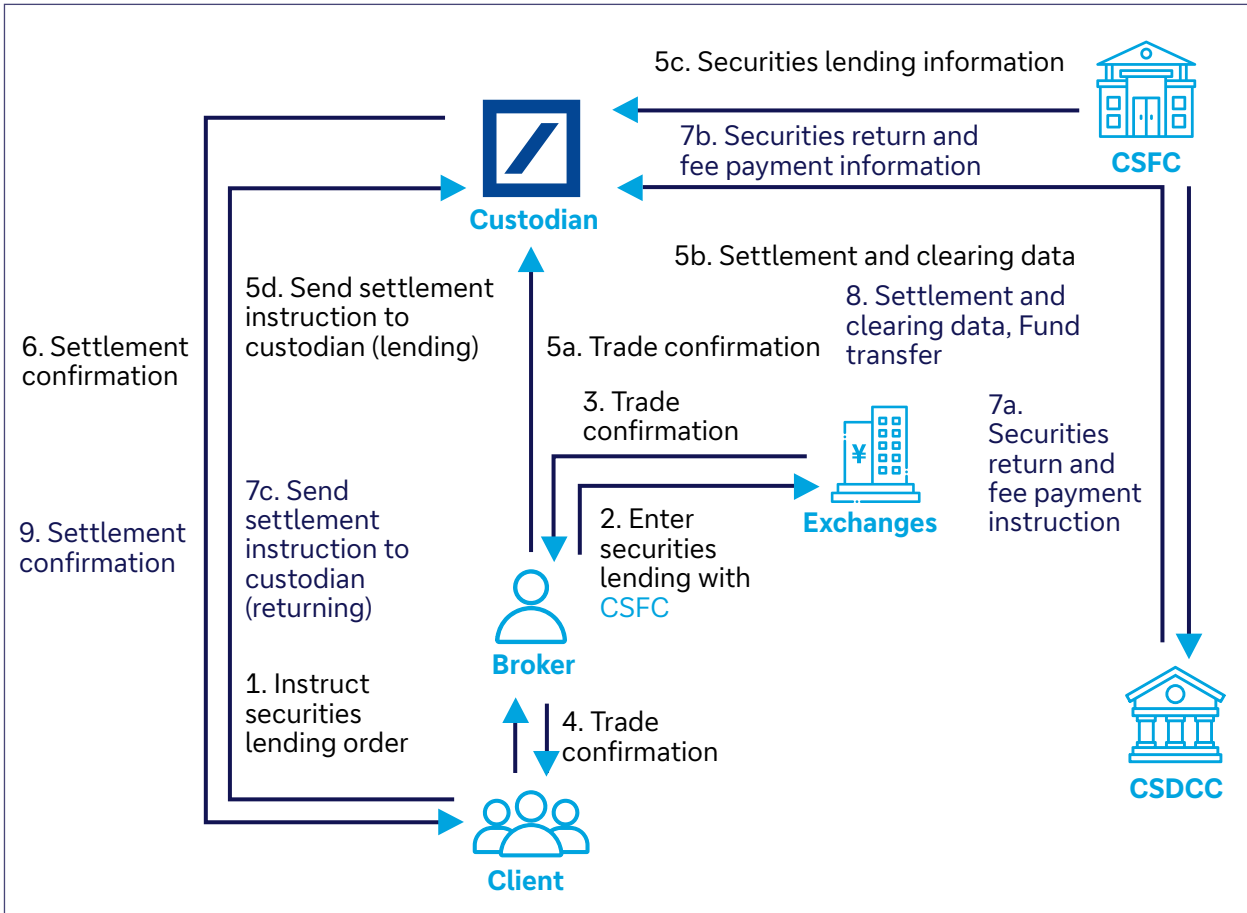 5c. Securities lending information
CSFC
7b. Securities return and
fee payment information
Custodian
5b. Settlement and clearing data
5d. Send settlement
instruction to
custodian (lending)
8. Settlement and
clearing data, Fund
transfer
6. Settlement
confirmation
5a. Trade confirmation
3. Trade
confirmation
7a.
Securities
return and
fee payment
instruction
¥
Exchanges
7c. Send
settlement
instruction to
custodian
(returning)
9. Settlement
confirmation
2. Enter
securities
lending with
CSFC
Broker
1. Instruct
securities
lending order
4. Trade
confirmation
CSDCC
Client